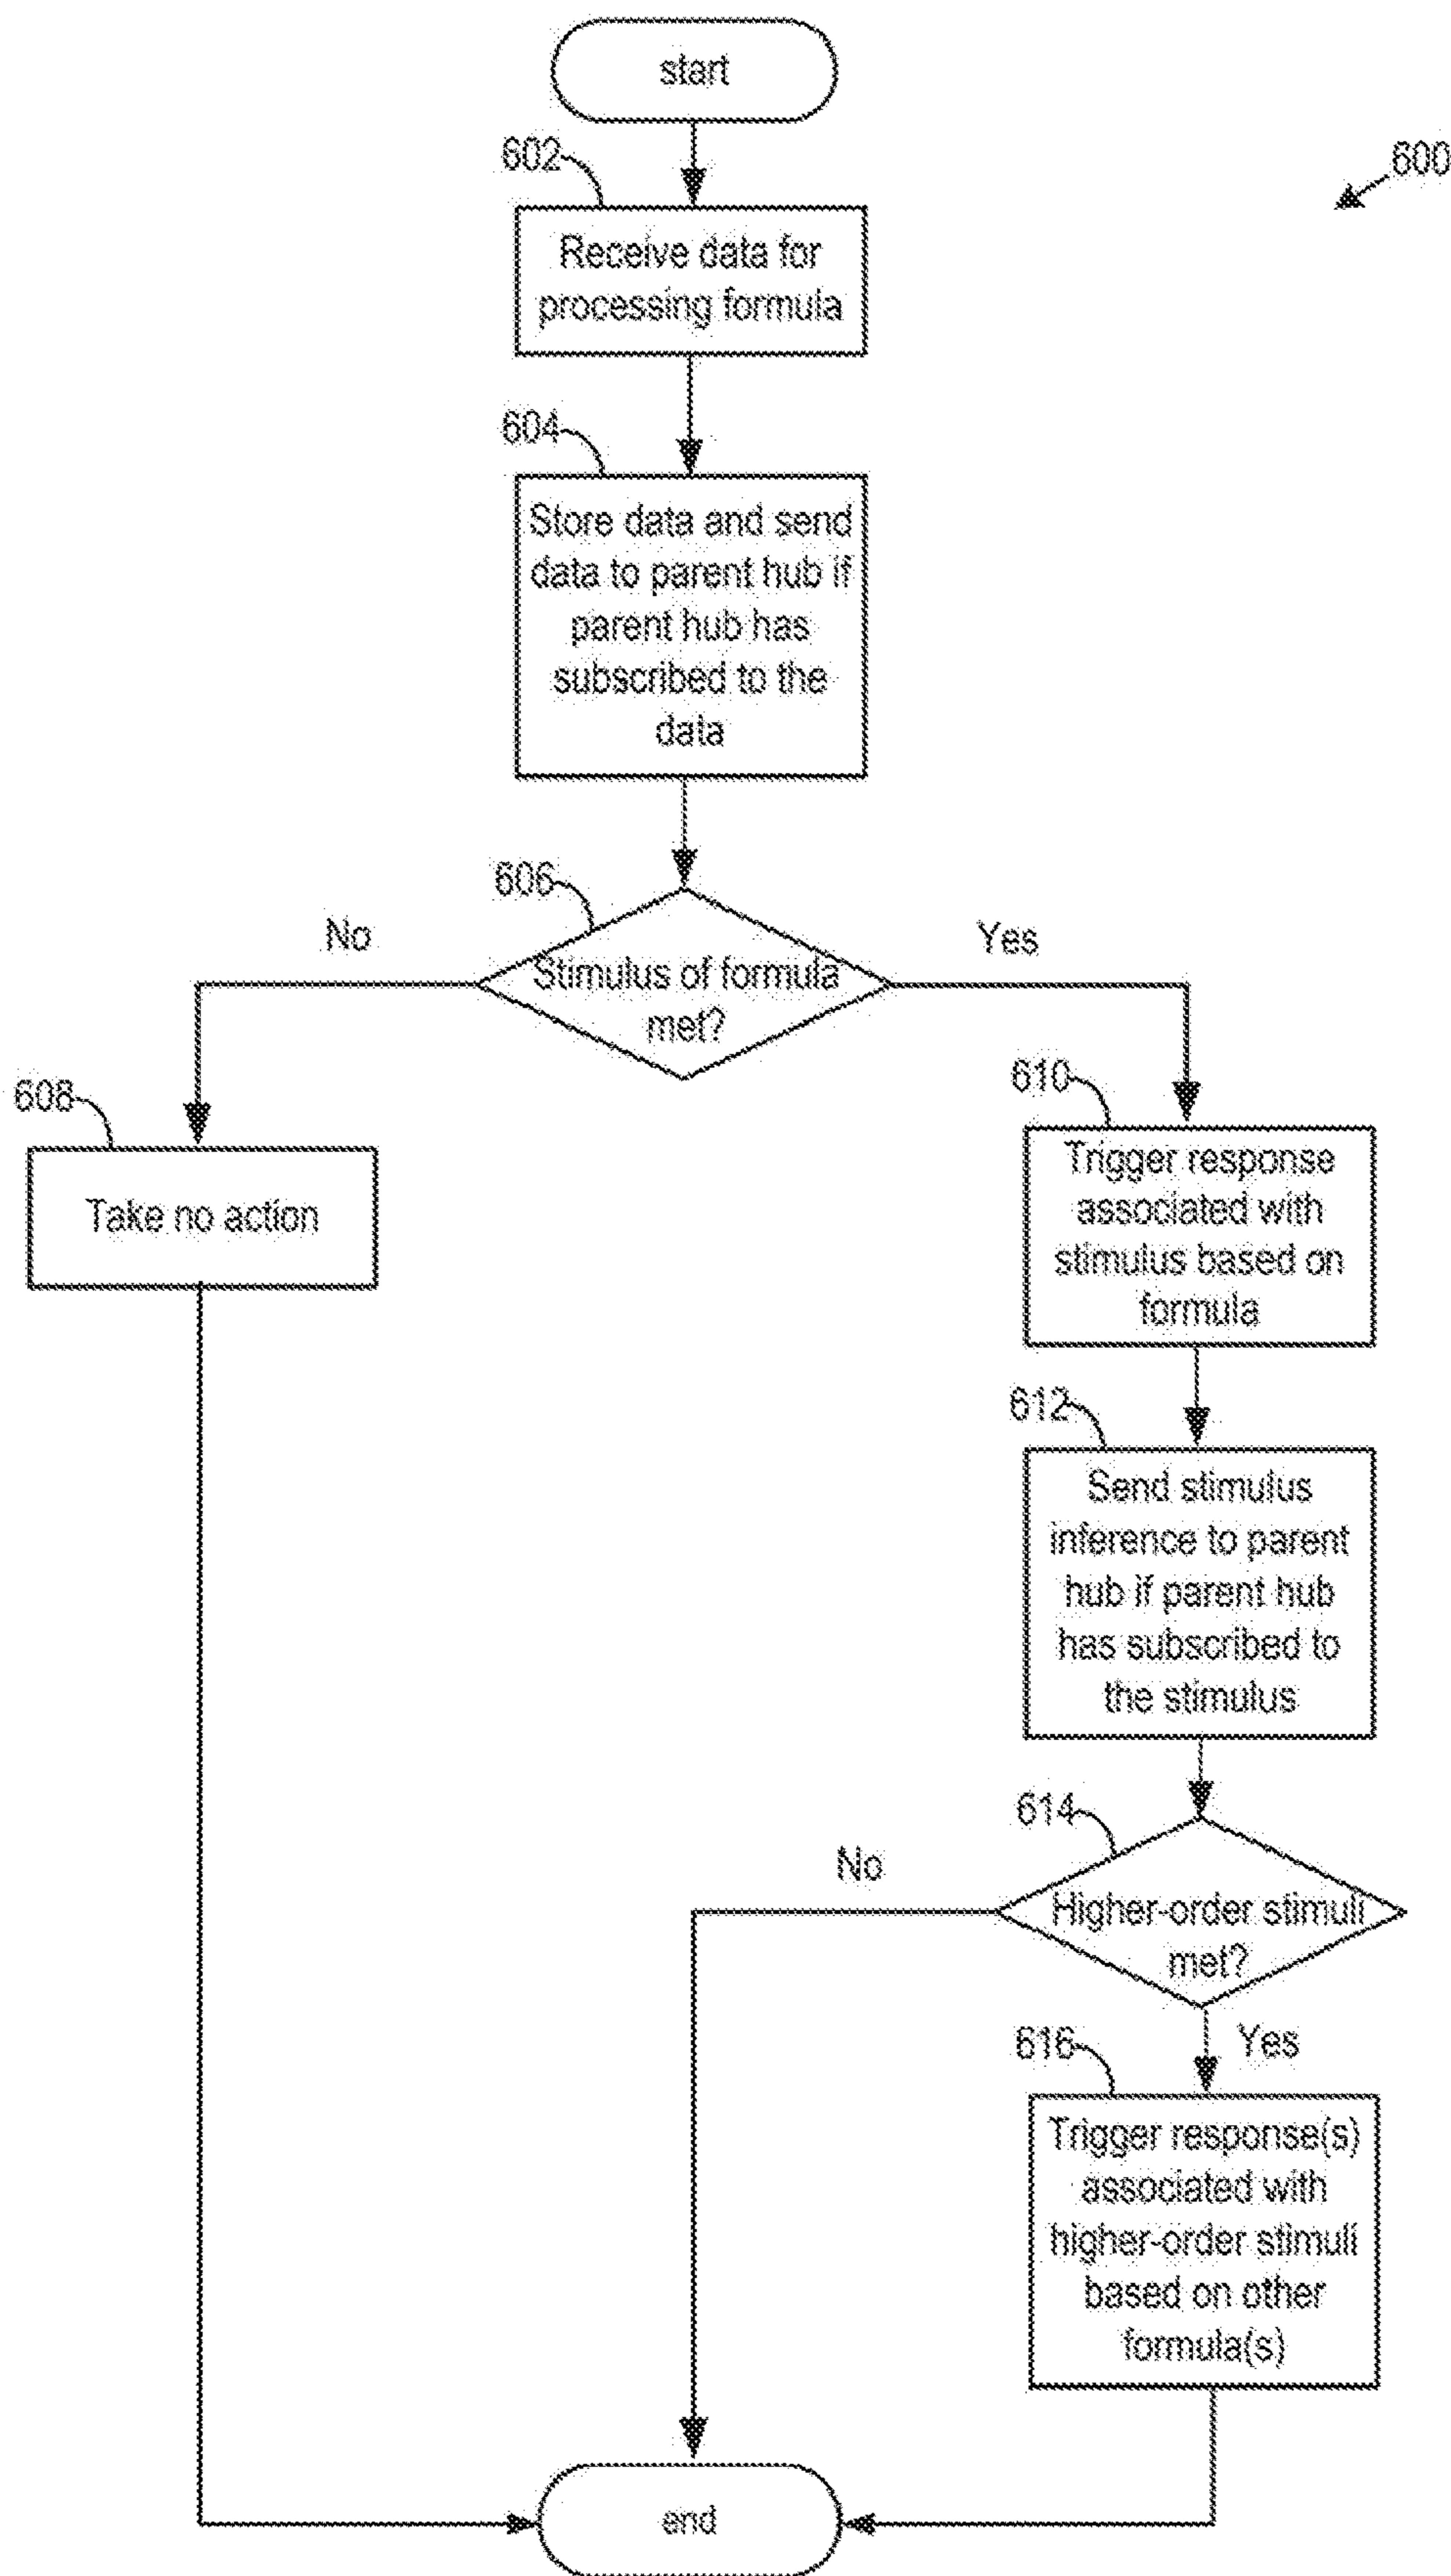 start
602
600
Receive data for
processing formula
604
Store data and send
data to parent hub if
parent hub has
subscribed to the
data
606
No
Yes
Stimulus of formula
met?
608
610
Take no action
Trigger response
associated with
stimulus based on
formula
612
Send stimulus
inference to parent
hub if parent hub
has subscribed to
the stimulus
614
No
Higher-order stimuli
met?
616
Yes
Trigger response(s)
associated with
higher-order stimuli
based on other
formula(s)
end